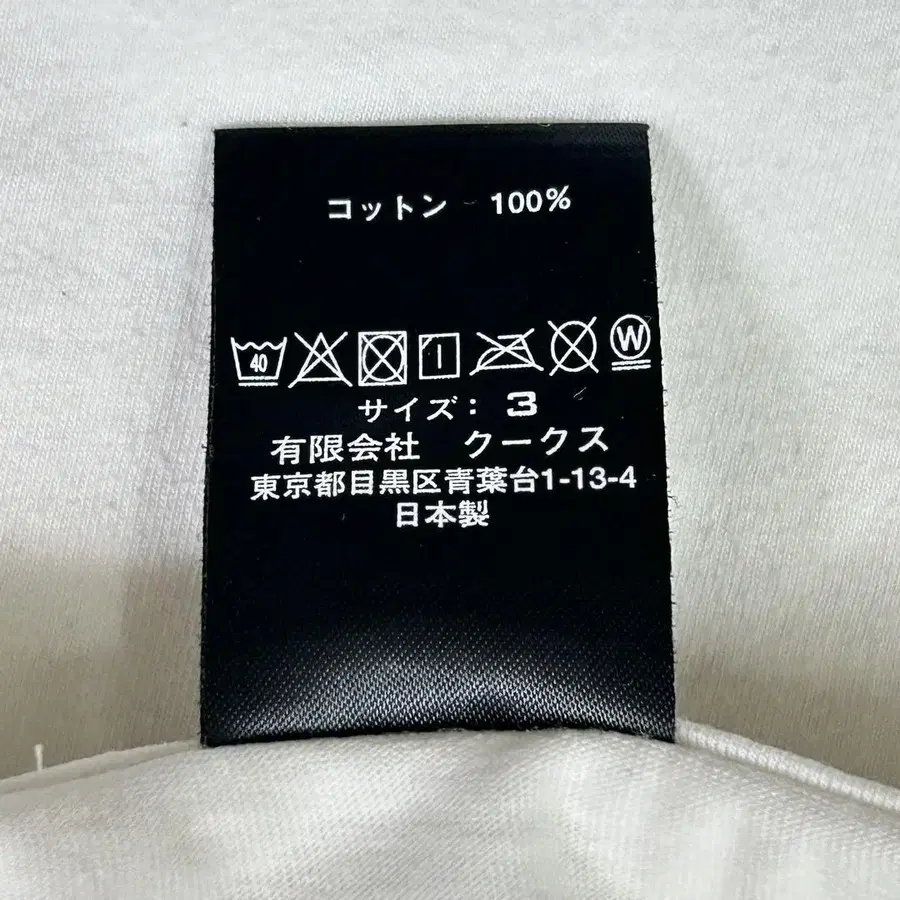 コットン 100%
40 W
サイズ: 3
有限会社 クークス
東京都目黒区青葉台1-13-4
日本製